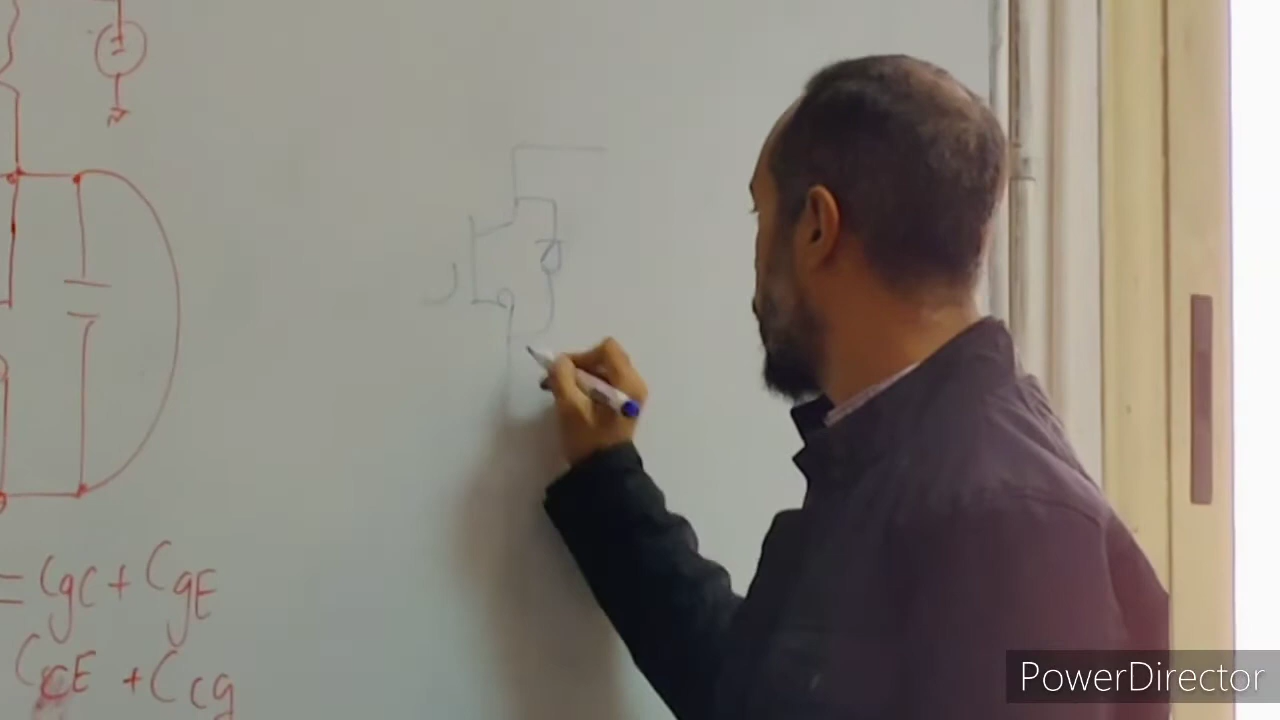 = Cgc + CgE
CCE + Ccg
PowerDirector